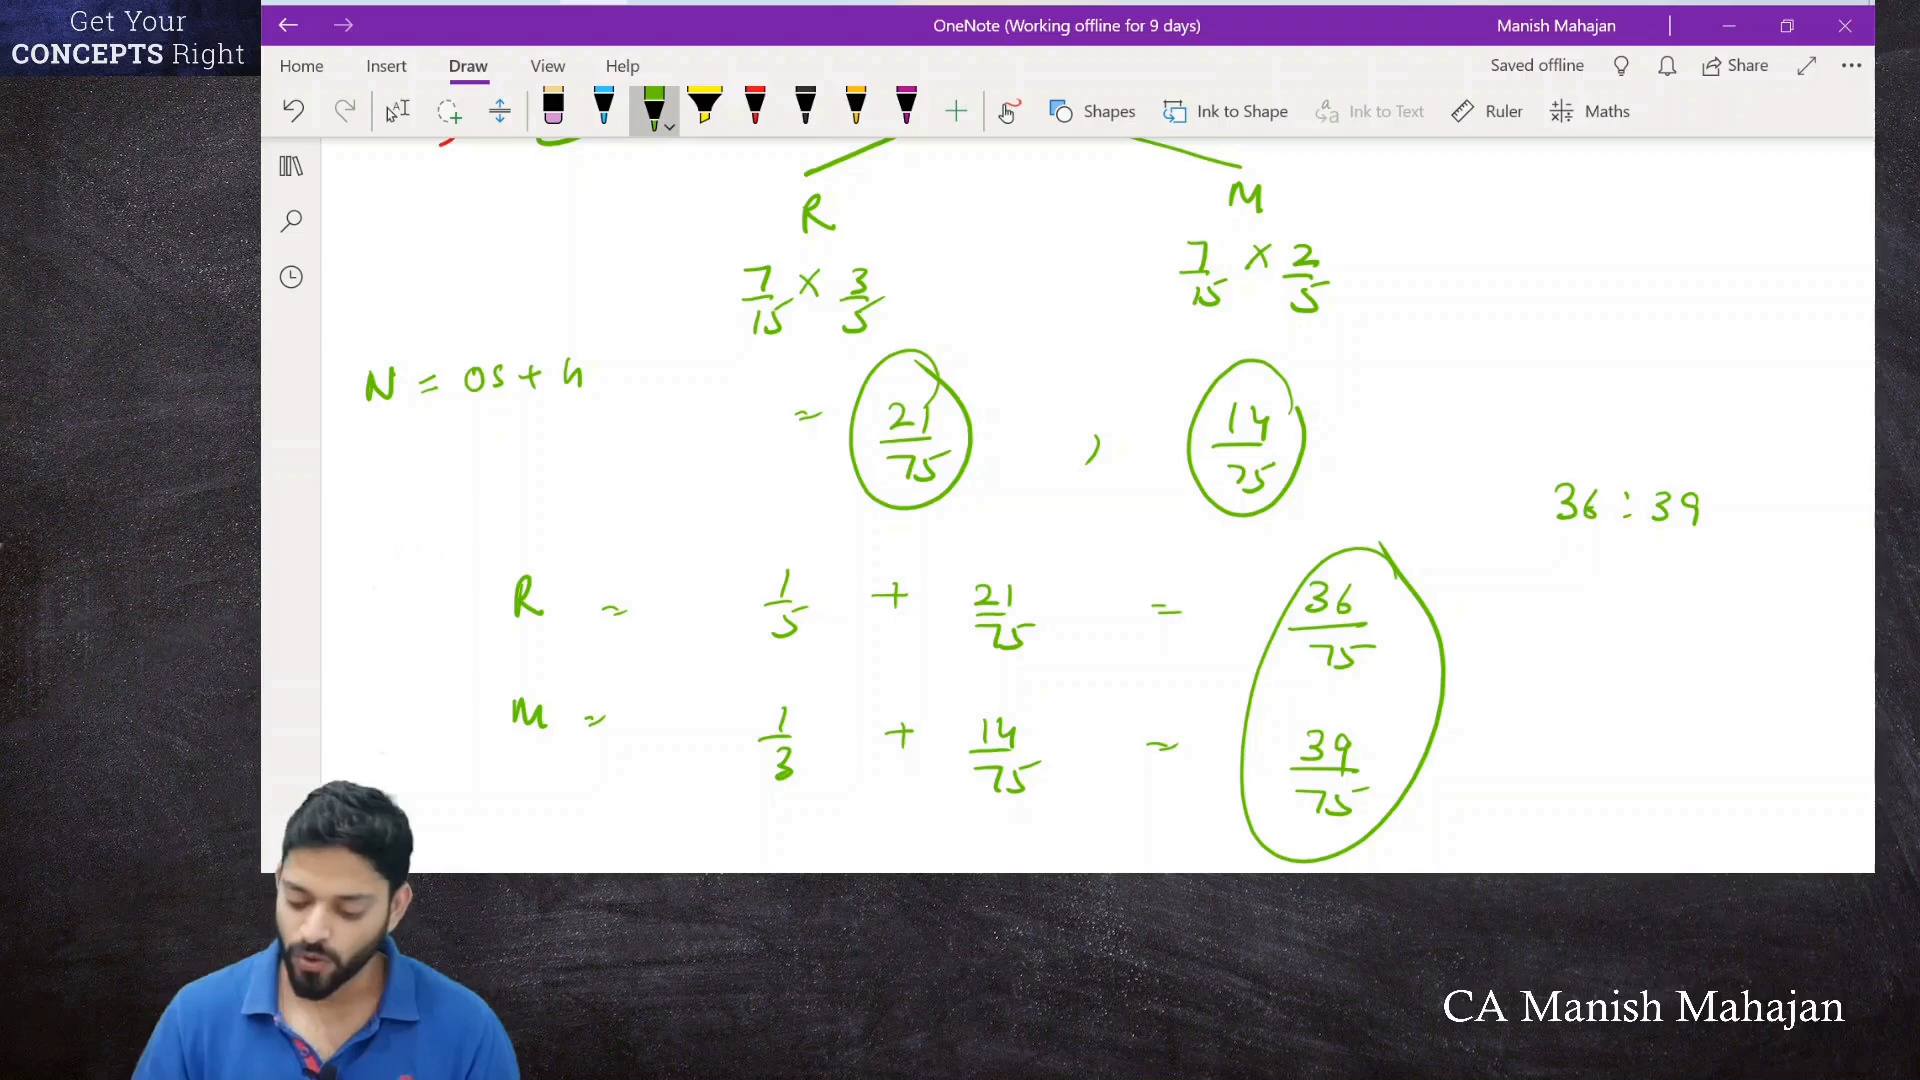 Get Your
CONCEPTS Right
OneNote (Working offline for 9 days)
Manish Mahajan
Home Insert Draw View Help
Saved offline
Share
Shapes
Ink to Shape
Ink to Text
Ruler
Maths
R
M
7/15 × 3/5
7/15 × 2/5
N = OS + G
= 21/75 , 14/75
36 : 39
R = 1/5 + 21/75 = 36/75
M = 1/3 + 14/75 = 39/75
CA Manish Mahajan